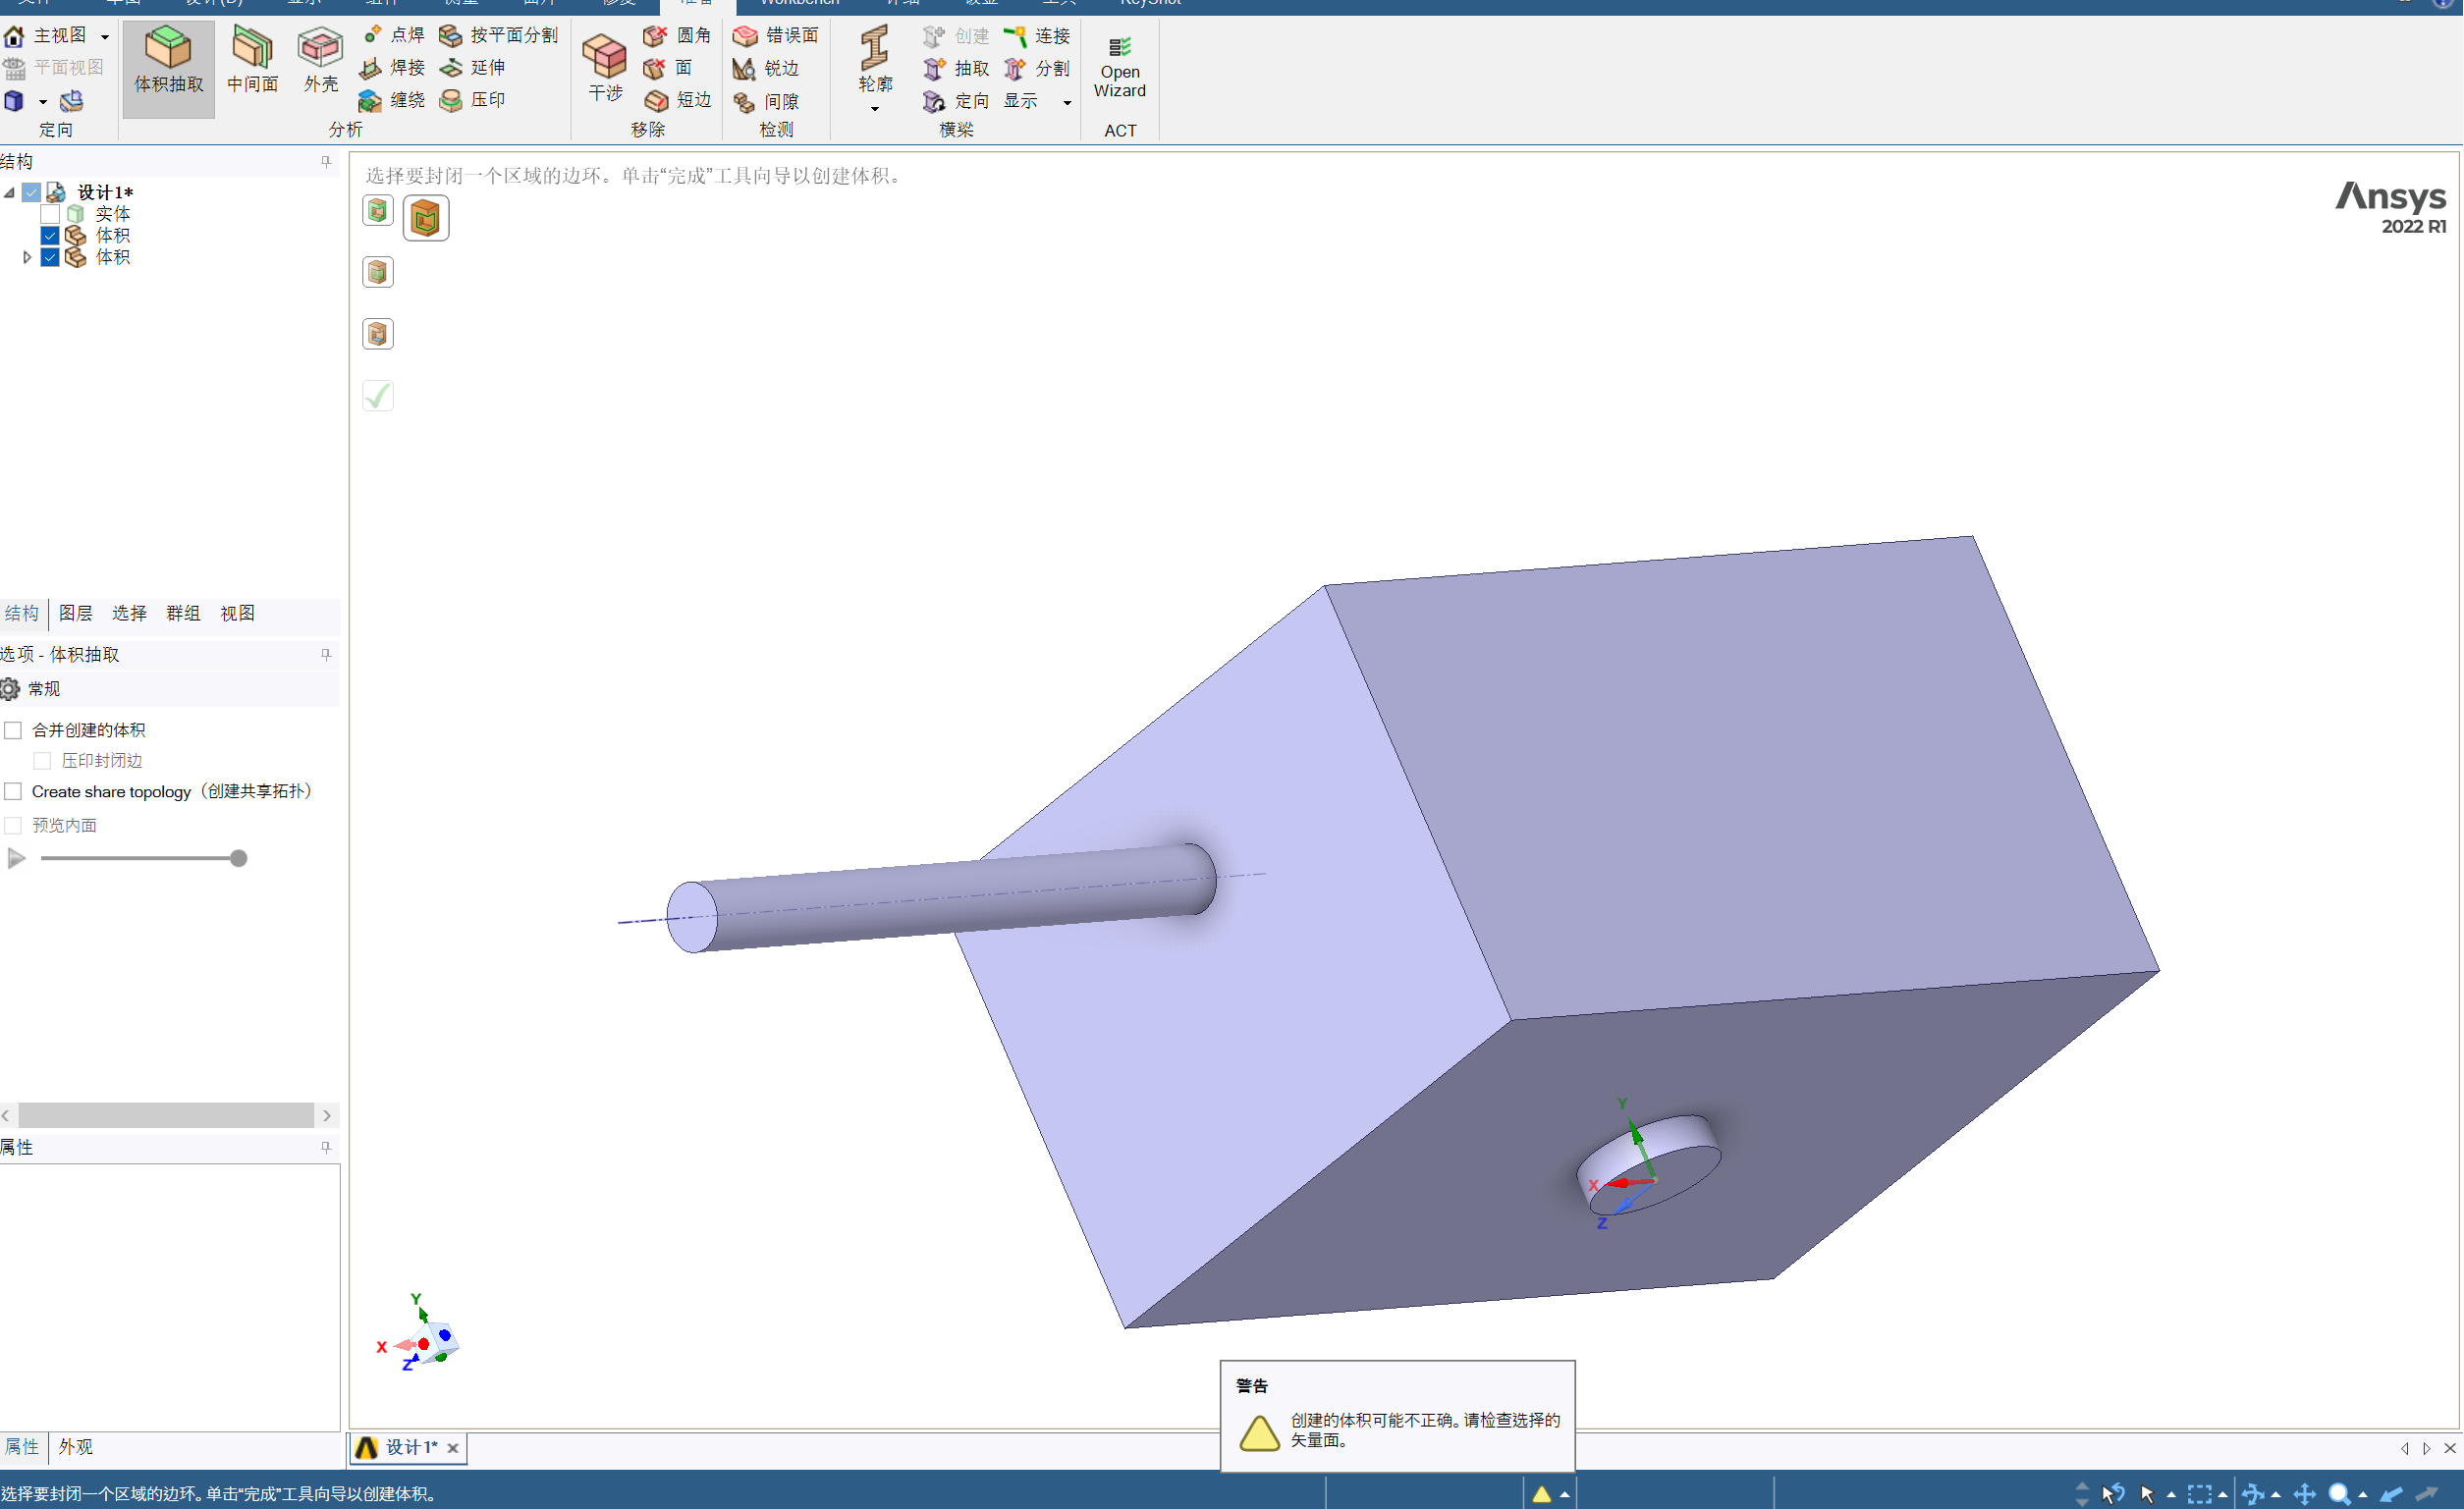 设计(D)
Workbench
KeyShot
主视图
平面视图
定向
体积抽取
中间面
外壳
点焊
焊接
缠绕
按平面分割
延伸
压印
分析
干涉
圆角
面
短边
移除
错误面
锐边
间隙
检测
轮廓
创建
抽取
定向
连接
分割
显示
横梁
Open
Wizard
ACT
结构
设计1*
实体
体积
体积
结构 图层 选择 群组 视图
选项 - 体积抽取
常规
合并创建的体积
压印封闭边
Create share topology（创建共享拓扑）
预览内面
属性
属性 外观
选择要封闭一个区域的边环。单击“完成”工具向导以创建体积。
Ansys
2022 R1
Y
X
Z
Y
X
Z
警告
创建的体积可能不正确。请检查选择的
矢量面。
设计1*
选择要封闭一个区域的边环。单击“完成”工具向导以创建体积。